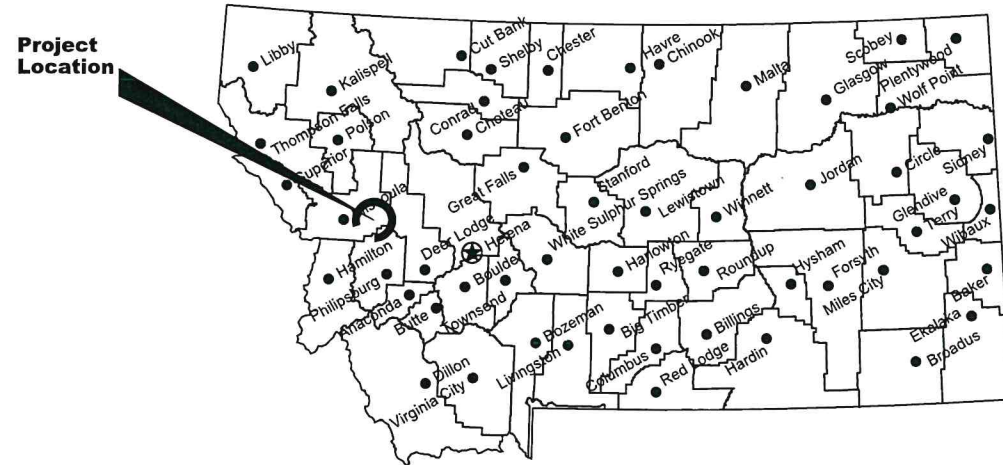 Project
Location
Libby
Kalispell
Cut Bank
Shelby
Chester
Havre
Chinook
Malta
Scobey
Glasgow
Plentywood
Wolf Point
Thompson Falls
Polson
Conrad
Choteau
Fort Benton
Superior
Great Falls
Stanford
White Sulphur Springs
Lewistown
Winnett
Jordan
Circle
Sidney
Glendive
Terry
Wibaux
Hamilton
Philipsburg
Deer Lodge
Helena
Boulder
Townsend
Anaconda
Butte
Harlowton
Ryegate
Roundup
Hysham
Forsyth
Miles City
Baker
Ekalaka
Broadus
Bozeman
Livingston
Big Timber
Columbus
Billings
Red Lodge
Hardin
Dillon
Virginia City